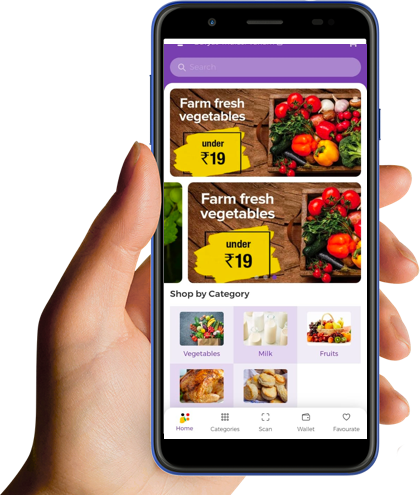 Search
Farm fresh
vegetables
under
₹19
Farm fresh
vegetables
under
₹19
Shop by Category
Vegetables
Milk
Fruits
Home
Categories
Scan
Wallet
Favourate